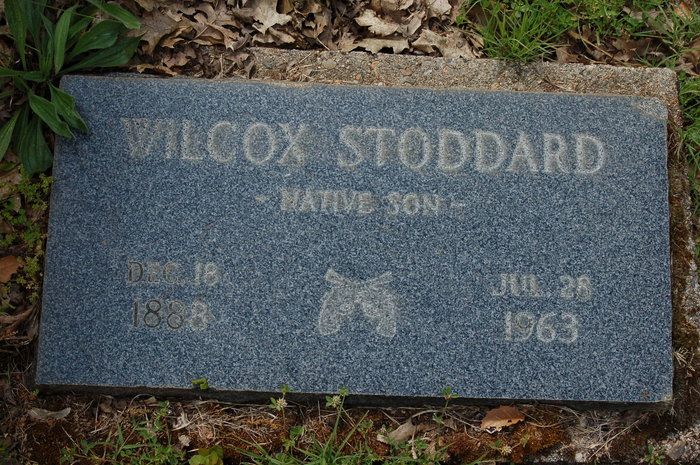 WILCOX STODDARD
- NATIVE SON -
DEC. 18
1888
JUL. 28
1963